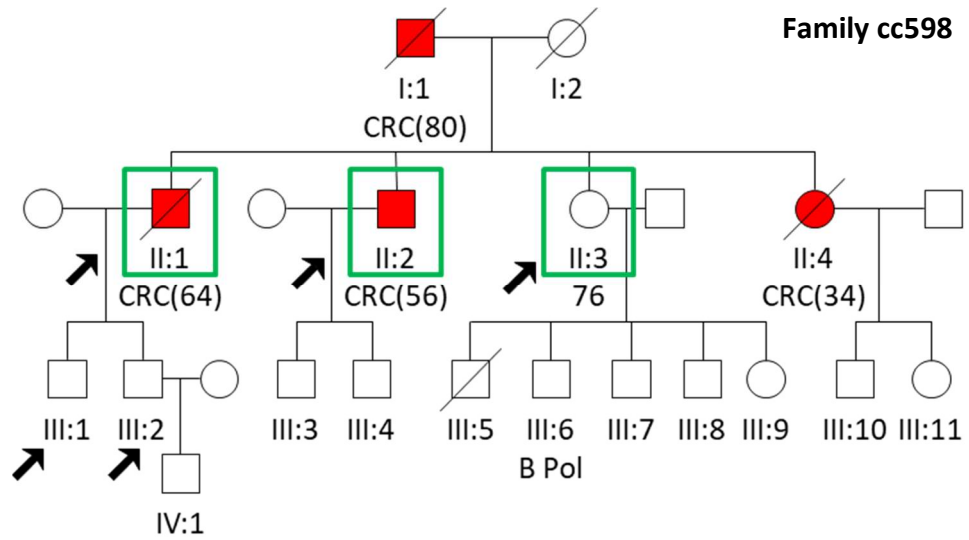 Family cc598
I:1
I:2
CRC(80)
II:1
II:2
II:3
II:4
CRC(64)
CRC(56)
76
CRC(34)
III:1
III:2
III:3
III:4
III:5
III:6
III:7
III:8
III:9
III:10
III:11
B Pol
IV:1